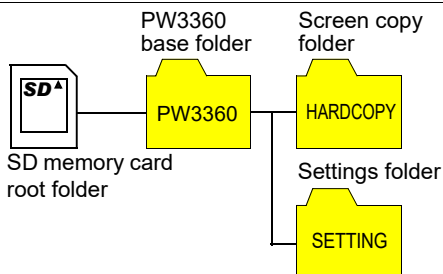 PW3360
base folder
Screen copy
folder
SD
PW3360
HARDCOPY
SD memory card
root folder
Settings folder
SETTING